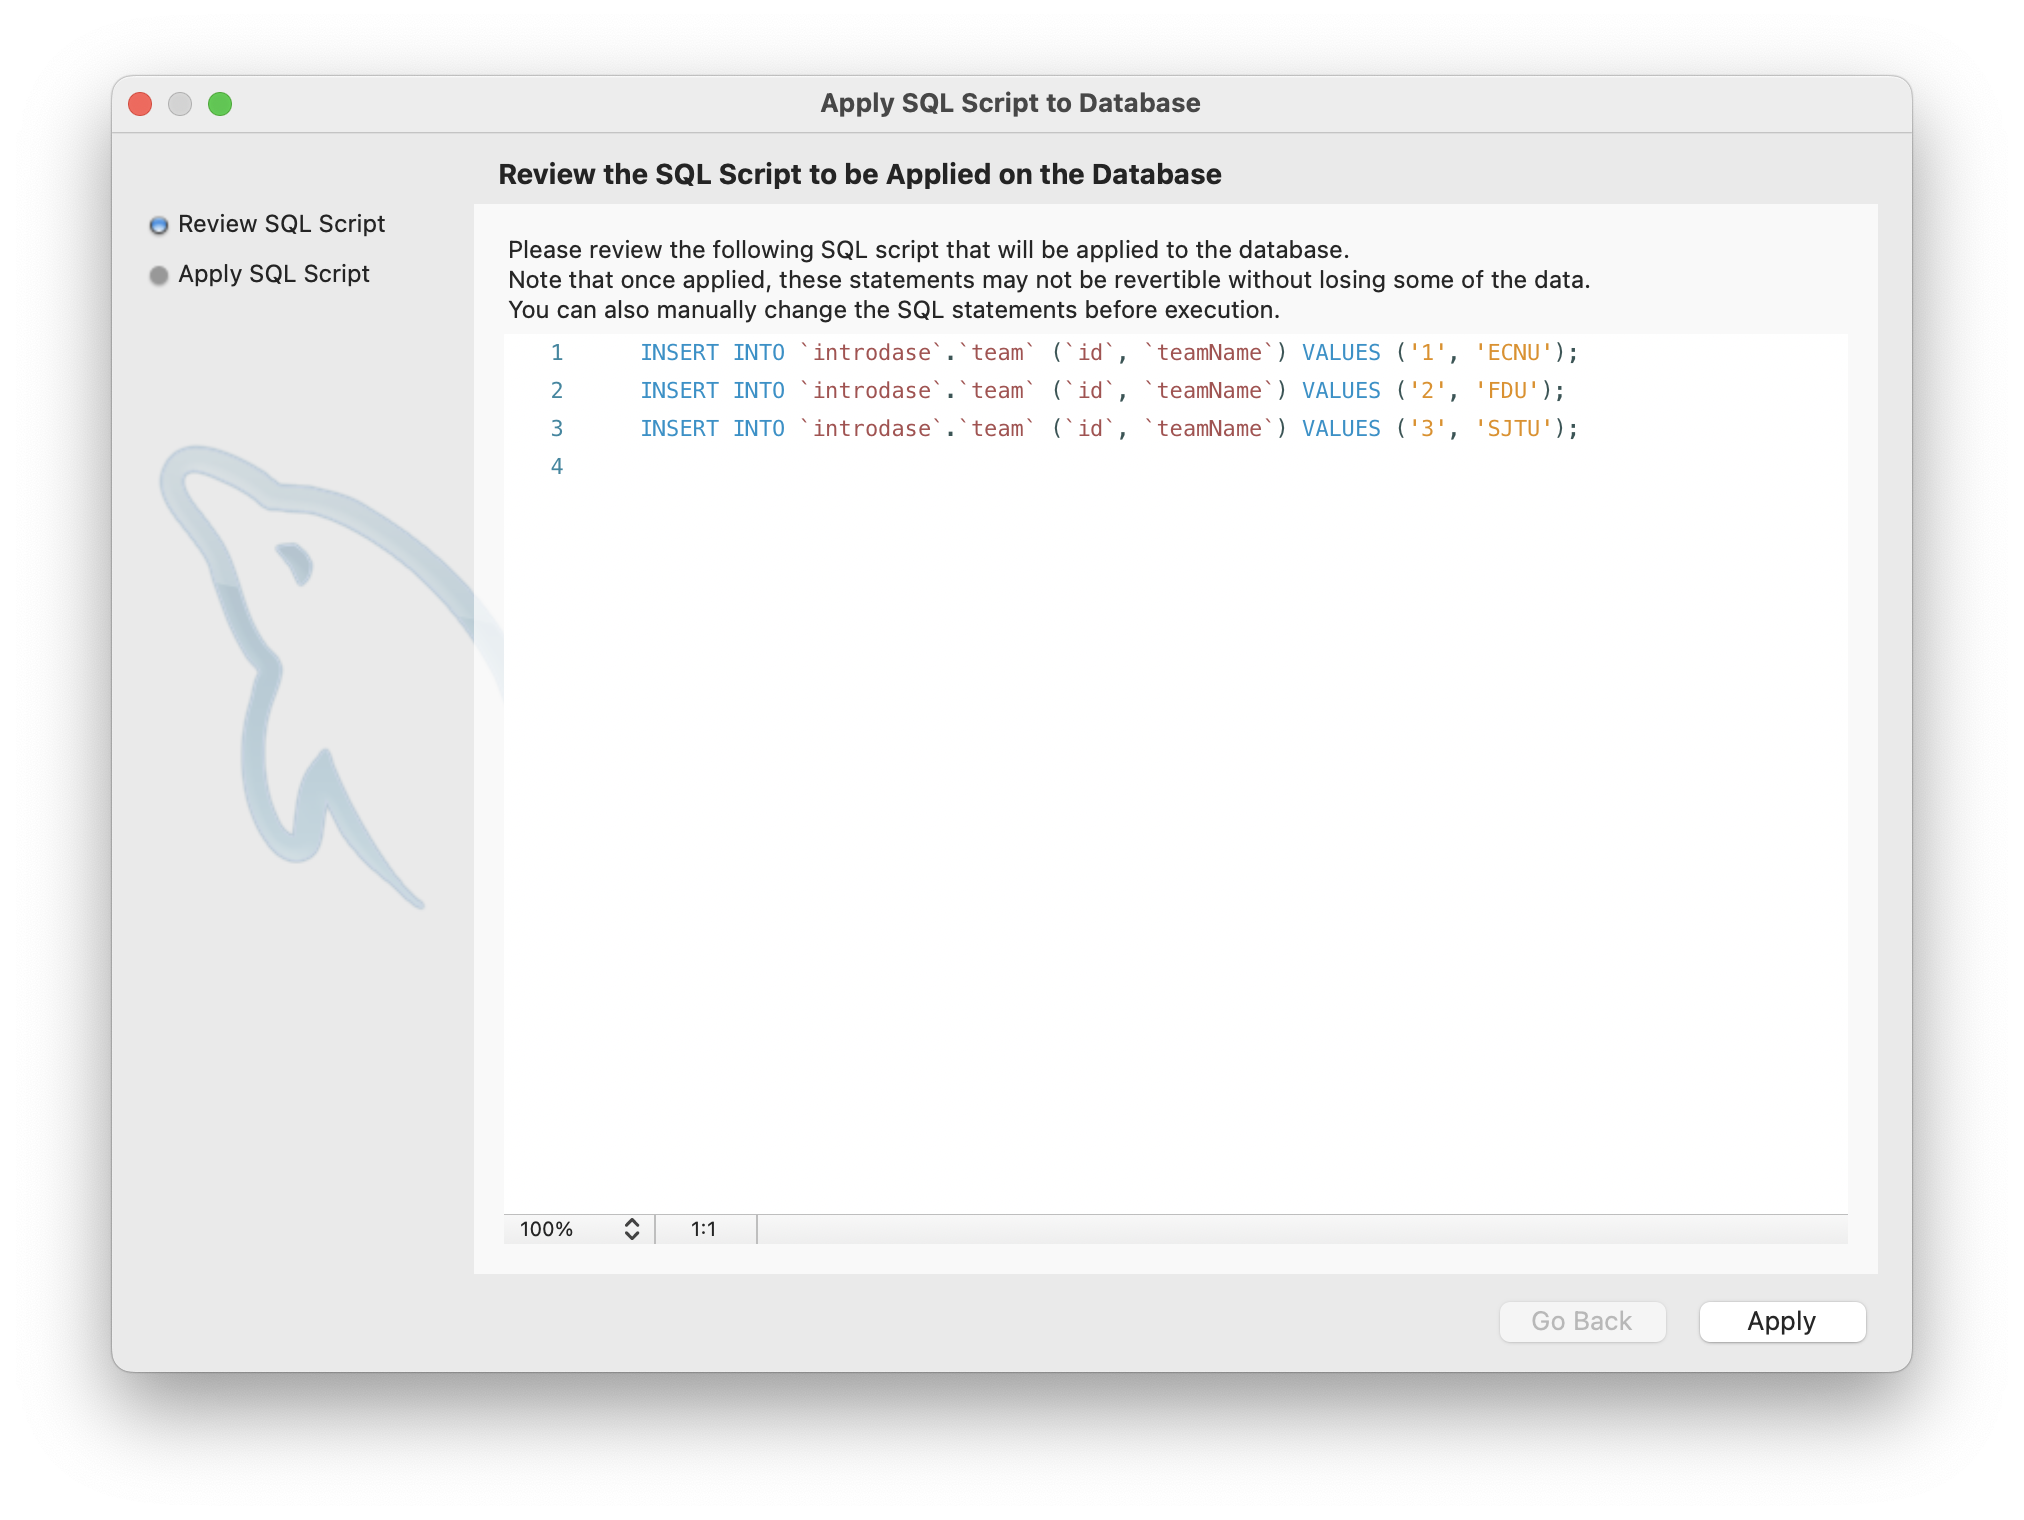 Apply SQL Script to Database
Review the SQL Script to be Applied on the Database
Review SQL Script
Apply SQL Script
Please review the following SQL script that will be applied to the database.
Note that once applied, these statements may not be revertible without losing some of the data.
You can also manually change the SQL statements before execution.
1 INSERT INTO `introdase`.`team` (`id`, `teamName`) VALUES ('1', 'ECNU');
2 INSERT INTO `introdase`.`team` (`id`, `teamName`) VALUES ('2', 'FDU');
3 INSERT INTO `introdase`.`team` (`id`, `teamName`) VALUES ('3', 'SJTU');
4
100% 1:1
Go Back Apply